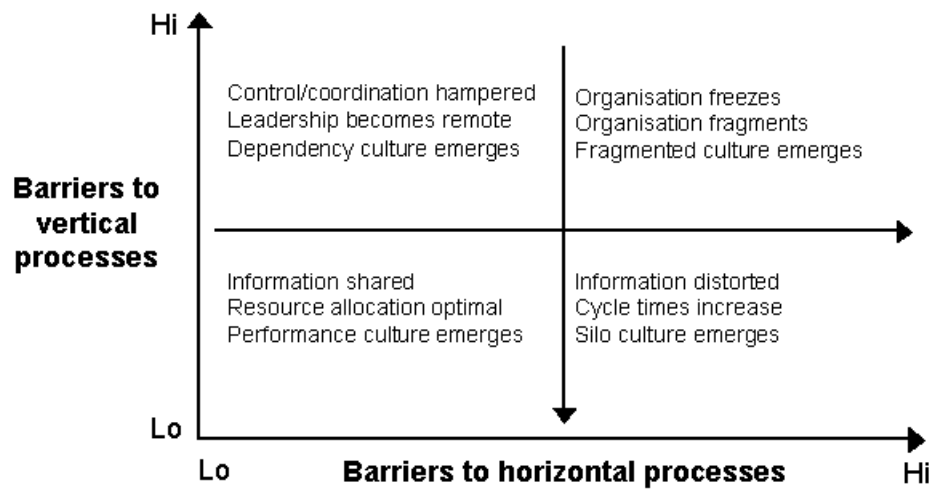 Hi
Control/coordination hampered
Leadership becomes remote
Dependency culture emerges
Organisation freezes
Organisation fragments
Fragmented culture emerges
Barriers to
vertical
processes
Information shared
Resource allocation optimal
Performance culture emerges
Information distorted
Cycle times increase
Silo culture emerges
Lo
Lo
Barriers to horizontal processes
Hi